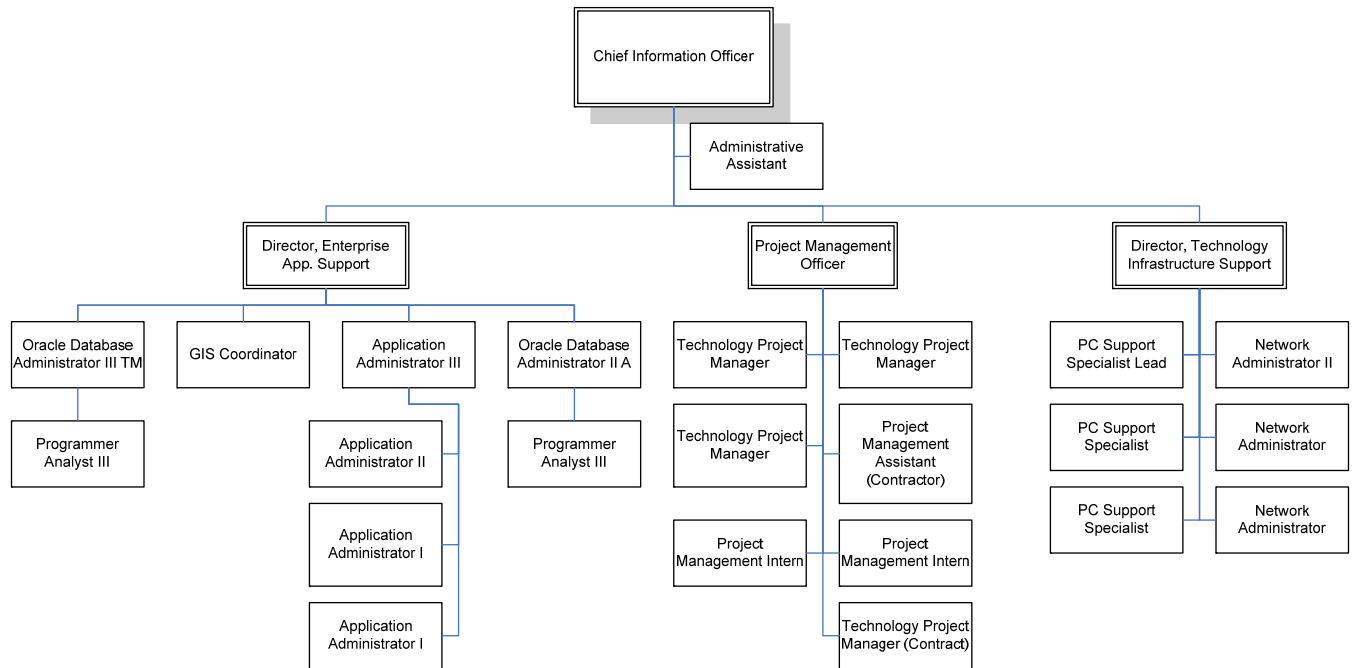 Chief Information Officer
Administrative
Assistant
Director, Enterprise
App. Support
Project Management
Officer
Director, Technology
Infrastructure Support
Oracle Database
Administrator III TM
GIS Coordinator
Application
Administrator III
Oracle Database
Administrator II A
Technology Project
Manager
Technology Project
Manager
PC Support
Specialist Lead
Network
Administrator II
Programmer
Analyst III
Application
Administrator II
Programmer
Analyst III
Technology Project
Manager
Project
Management
Assistant
(Contractor)
PC Support
Specialist
Network
Administrator
Application
Administrator I
Project
Management Intern
Project
Management Intern
PC Support
Specialist
Network
Administrator
Application
Administrator I
Technology Project
Manager (Contract)